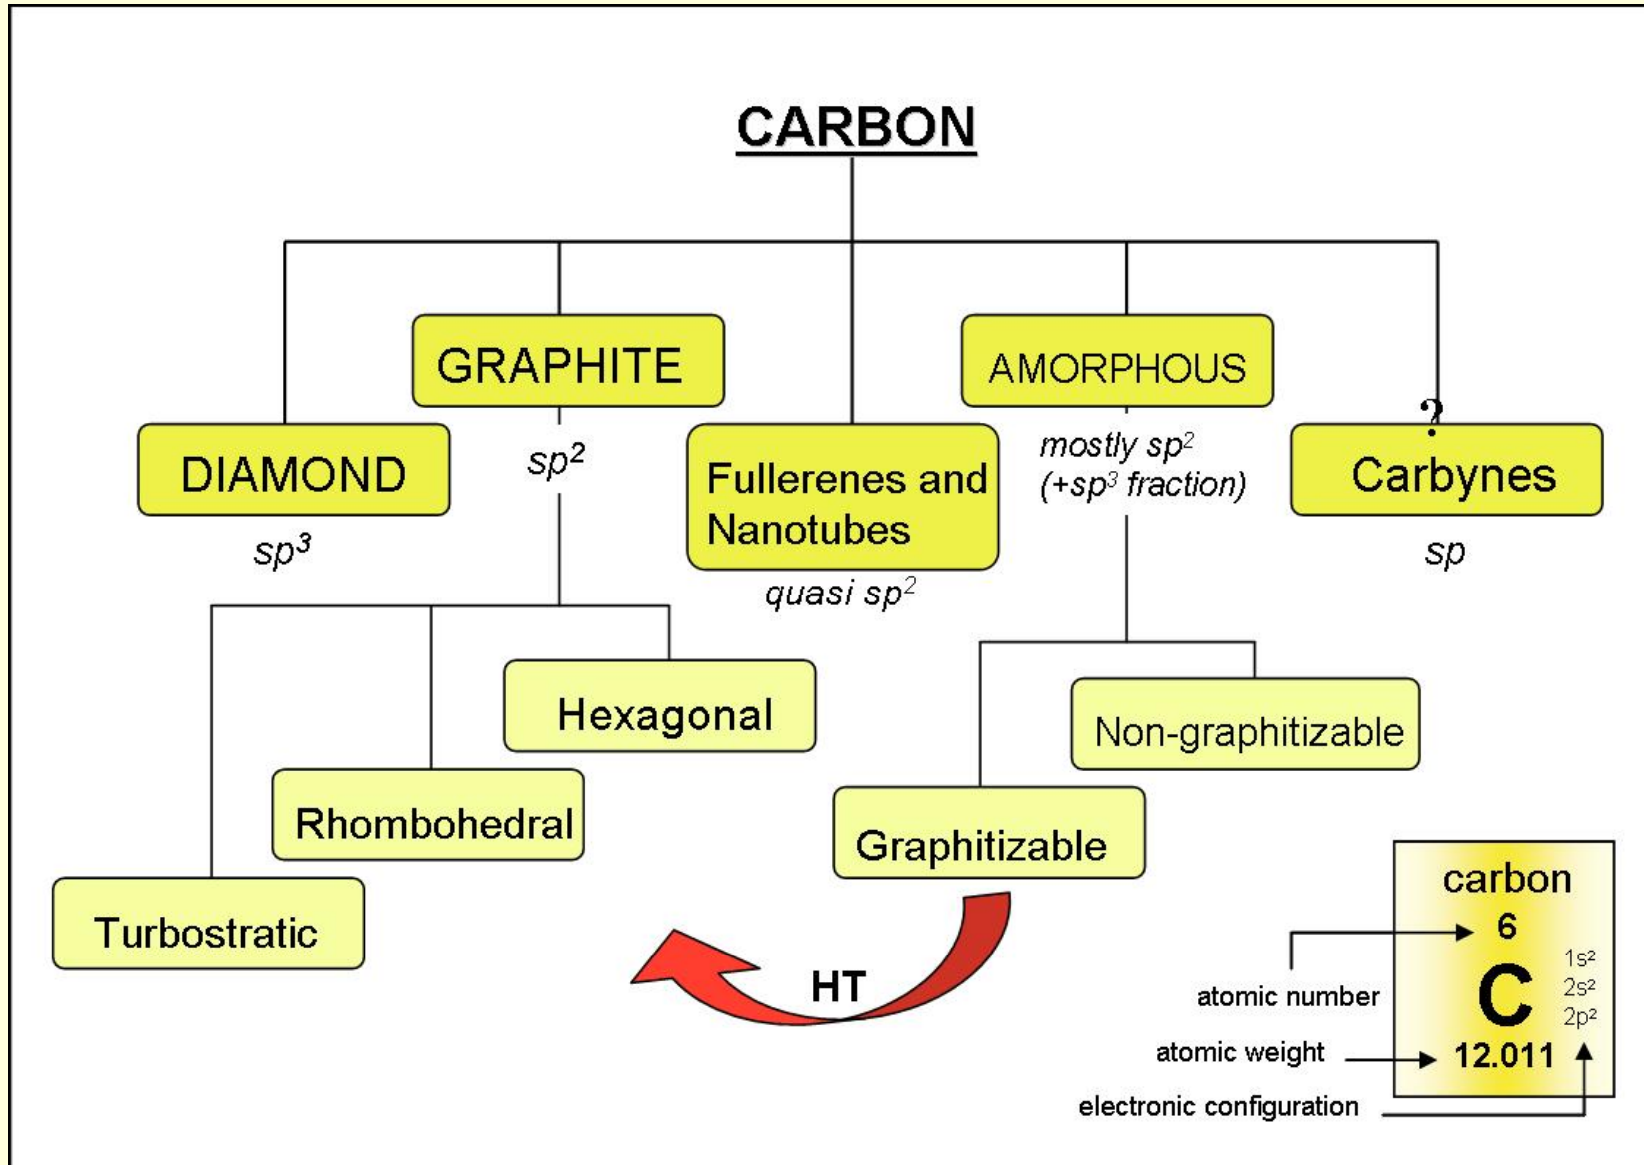 CARBON
GRAPHITE
AMORPHOUS
?
DIAMOND
sp²
Fullerenes and
Nanotubes
mostly sp²
(+sp³ fraction)
Carbynes
sp³
quasi sp²
sp
Hexagonal
Non-graphitizable
Rhombohedral
Graphitizable
Turbostratic
HT
carbon
6
C
1s²
2s²
2p²
12.011
atomic number
atomic weight
electronic configuration